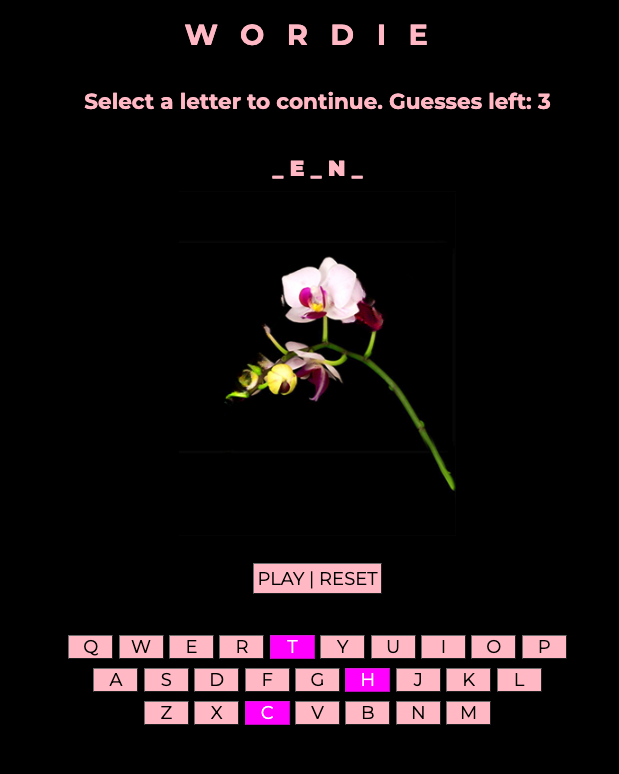 W O R D I E
Select a letter to continue. Guesses left: 3
_ E _ N _
PLAY | RESET
Q W E R T Y U I O P
A S D F G H J K L
Z X C V B N M